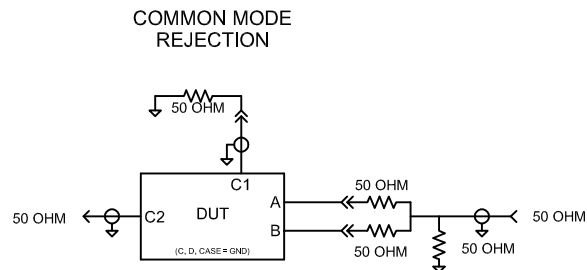 COMMON MODE
REJECTION
50 OHM
C1
A
50 OHM
50 OHM
C2
DUT
50 OHM
B
(C, D, CASE = GND)
50 OHM
50 OHM